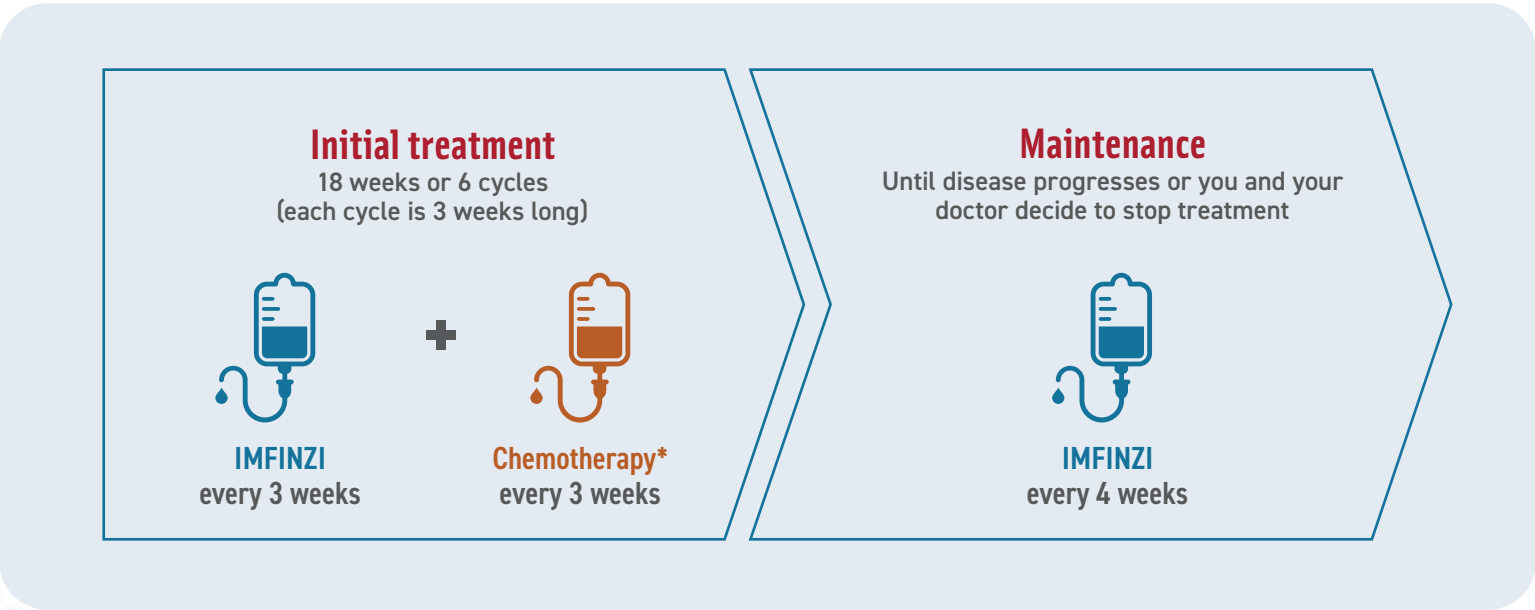 Initial treatment
18 weeks or 6 cycles
(each cycle is 3 weeks long)
IMFINZI
every 3 weeks
Chemotherapy*
every 3 weeks
Maintenance
Until disease progresses or you and your
doctor decide to stop treatment
IMFINZI
every 4 weeks